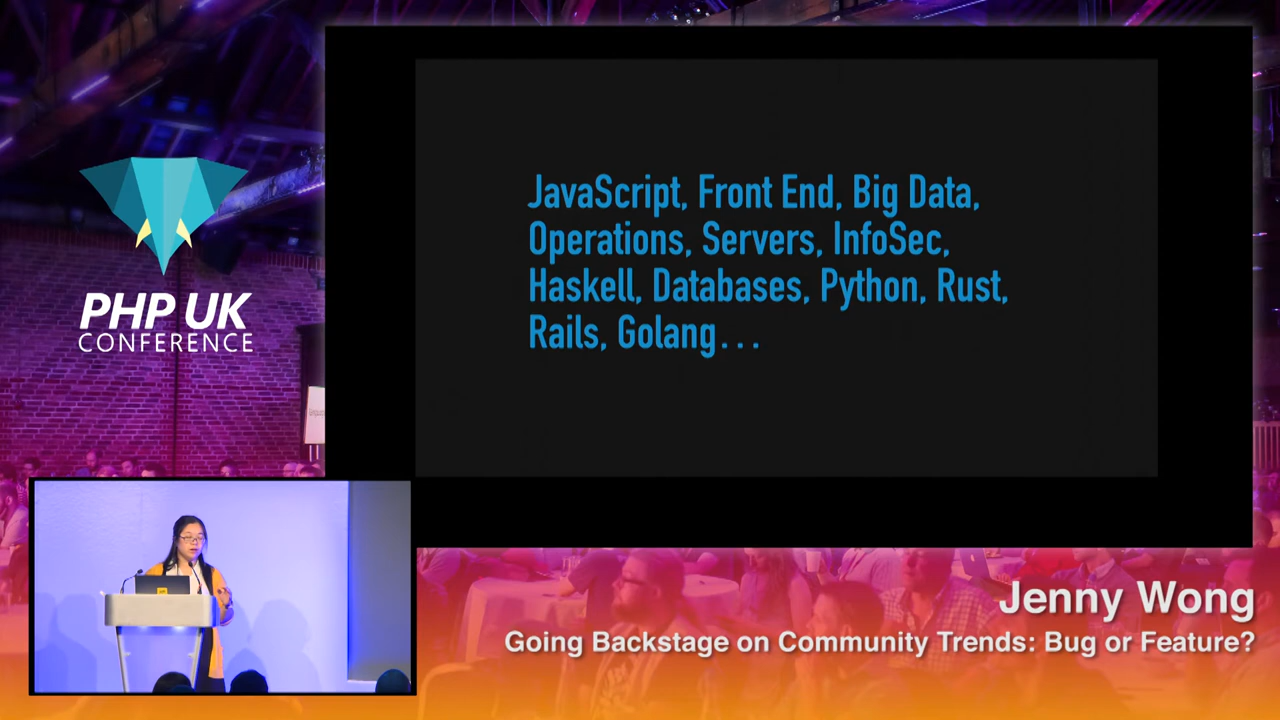 JavaScript, Front End, Big Data,
Operations, Servers, InfoSec,
Haskell, Databases, Python, Rust,
Rails, Golang...
PHP UK
CONFERENCE
Jenny Wong
Going Backstage on Community Trends: Bug or Feature?